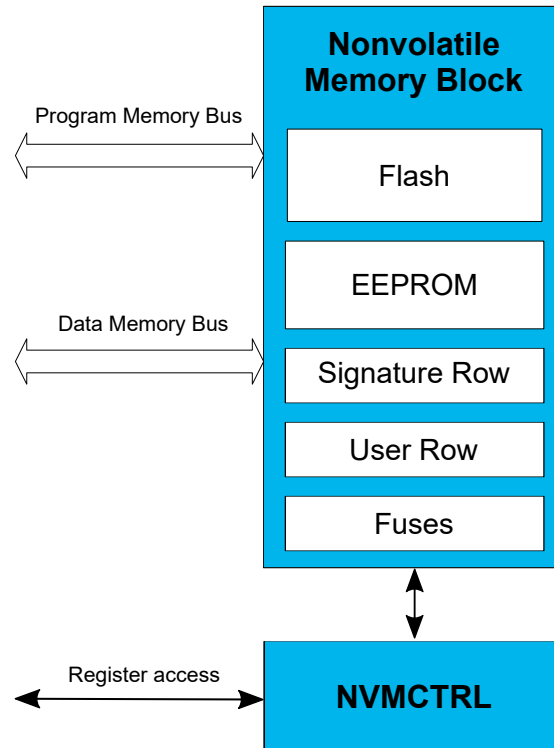 Nonvolatile
Memory Block
Program Memory Bus
Flash
EEPROM
Data Memory Bus
Signature Row
User Row
Fuses
Register access
NVMCTRL